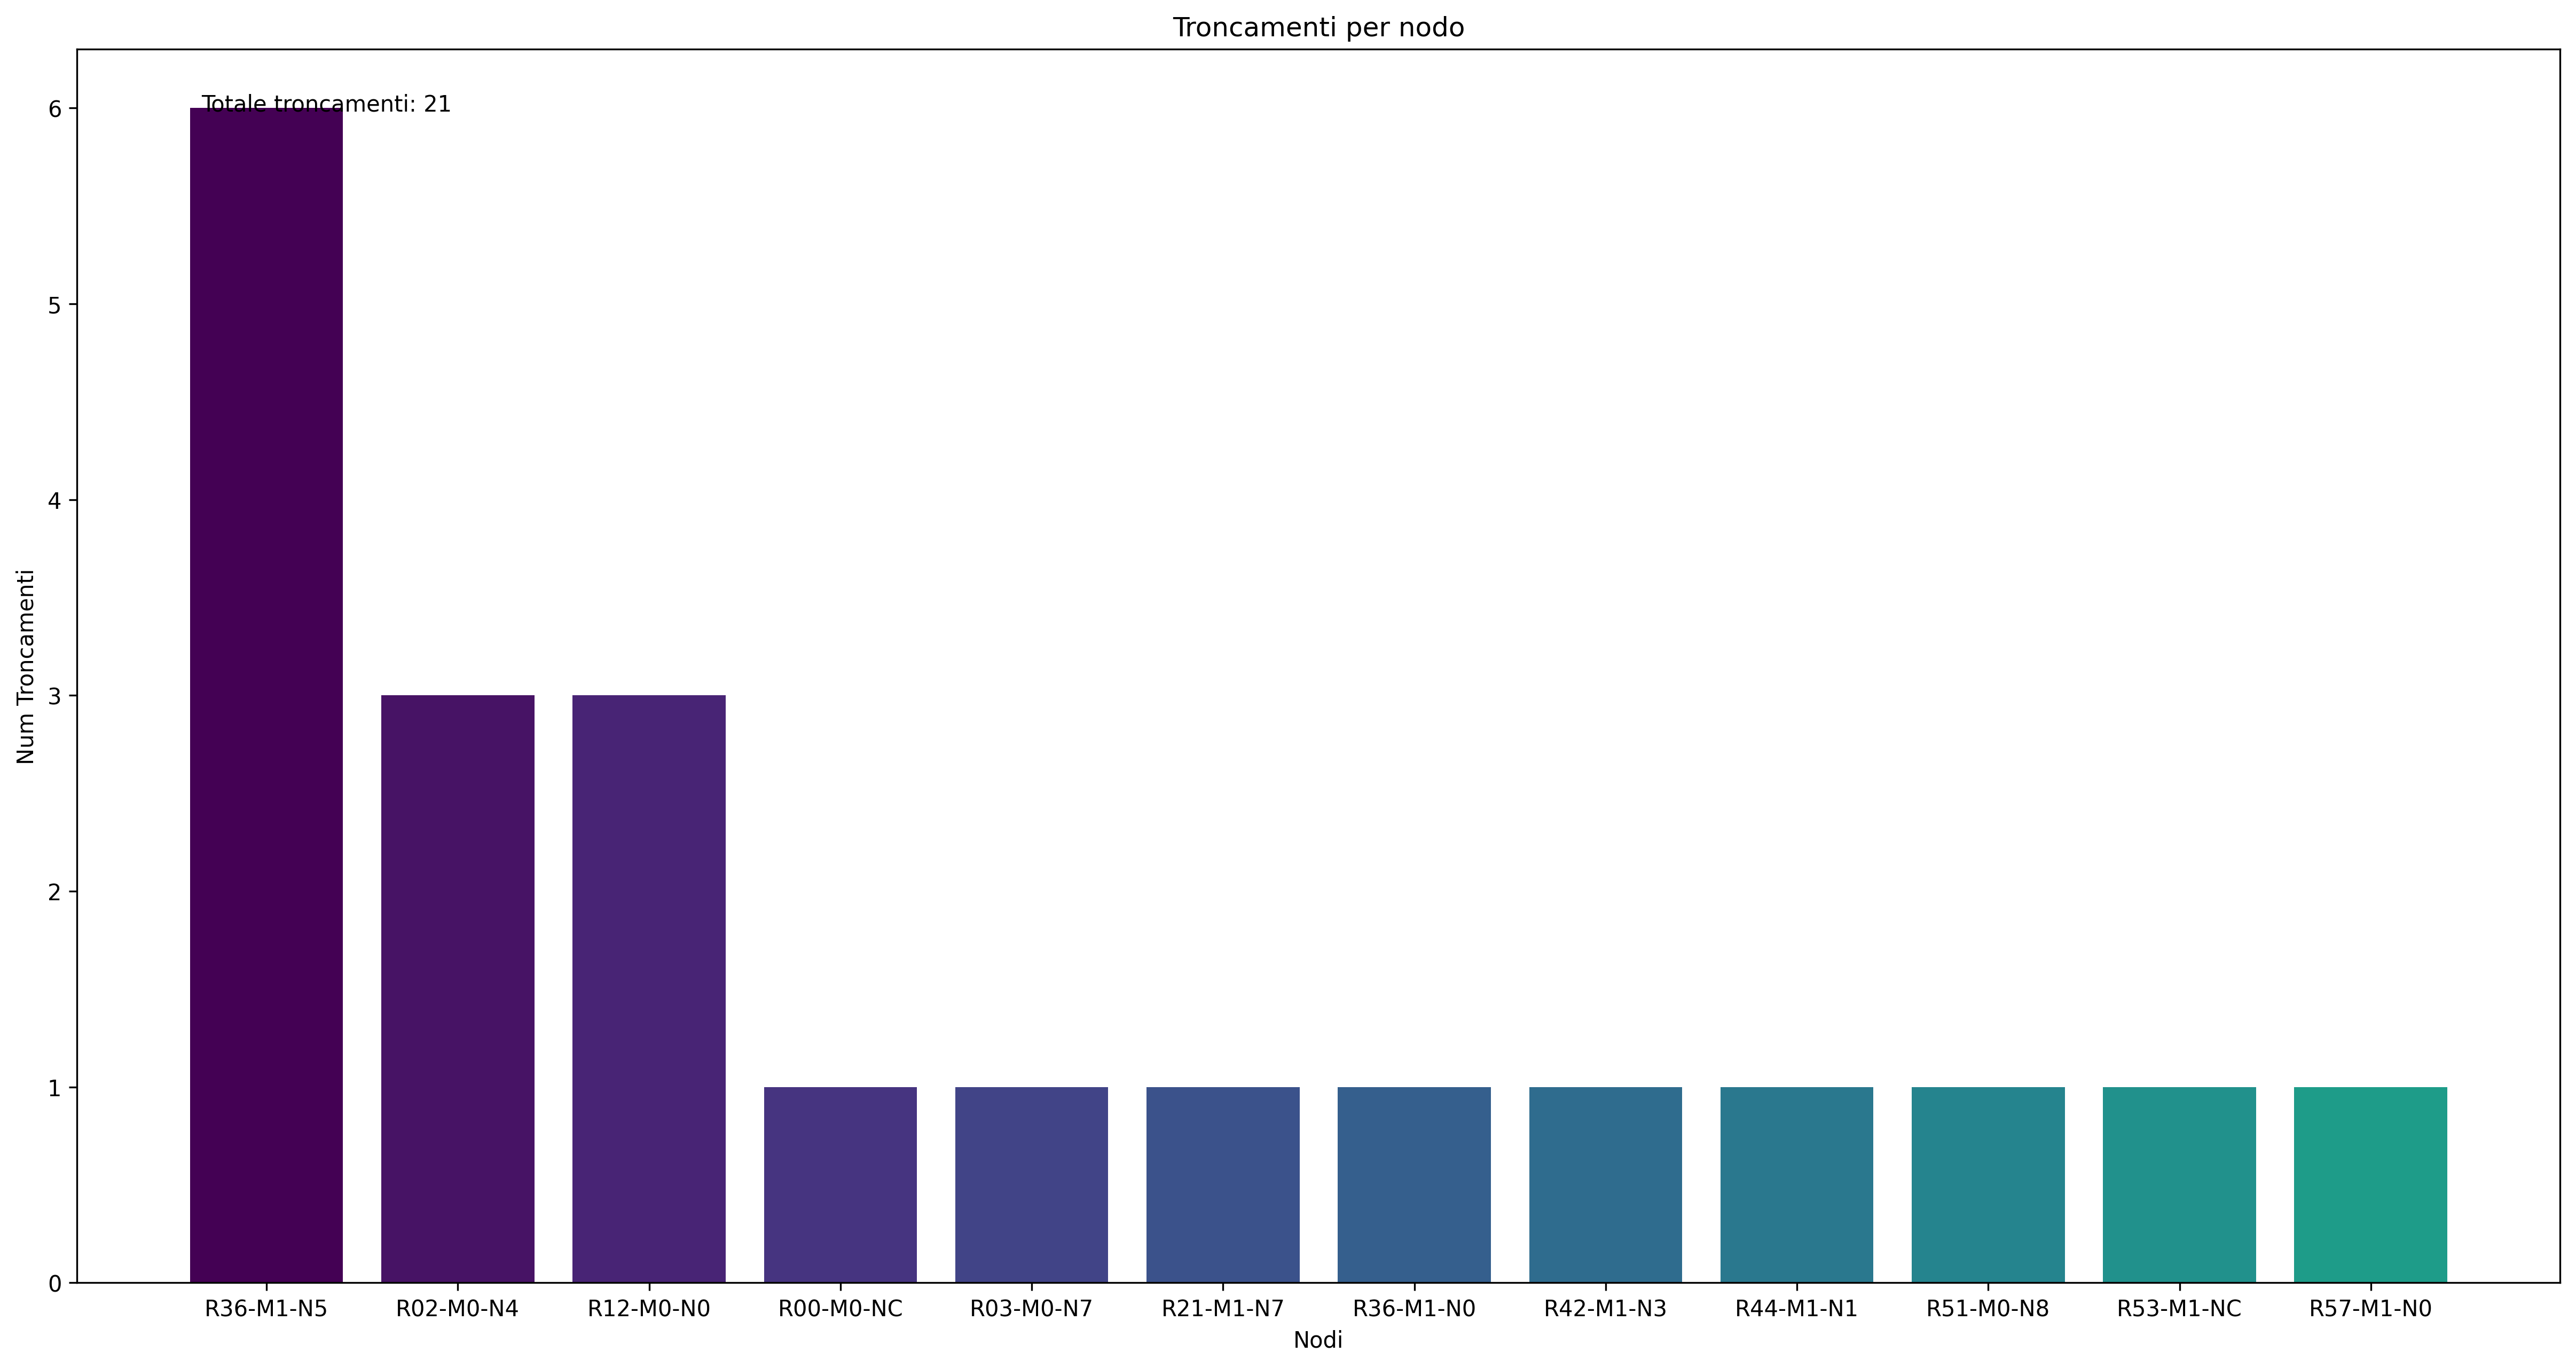 Troncamenti per nodo
Totale troncamenti: 21
6
5
4
3
2
1
0
Num Troncamenti
R36-M1-N5 R02-M0-N4 R12-M0-N0 R00-M0-NC R03-M0-N7 R21-M1-N7 R36-M1-N0 R42-M1-N3 R44-M1-N1 R51-M0-N8 R53-M1-NC R57-M1-N0
Nodi